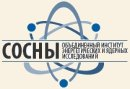 СОСНЫ
ОБЪЕДИНЕННЫЙ ИНСТИТУТ
ЭНЕРГЕТИЧЕСКИХ И ЯДЕРНЫХ
ИССЛЕДОВАНИЙ